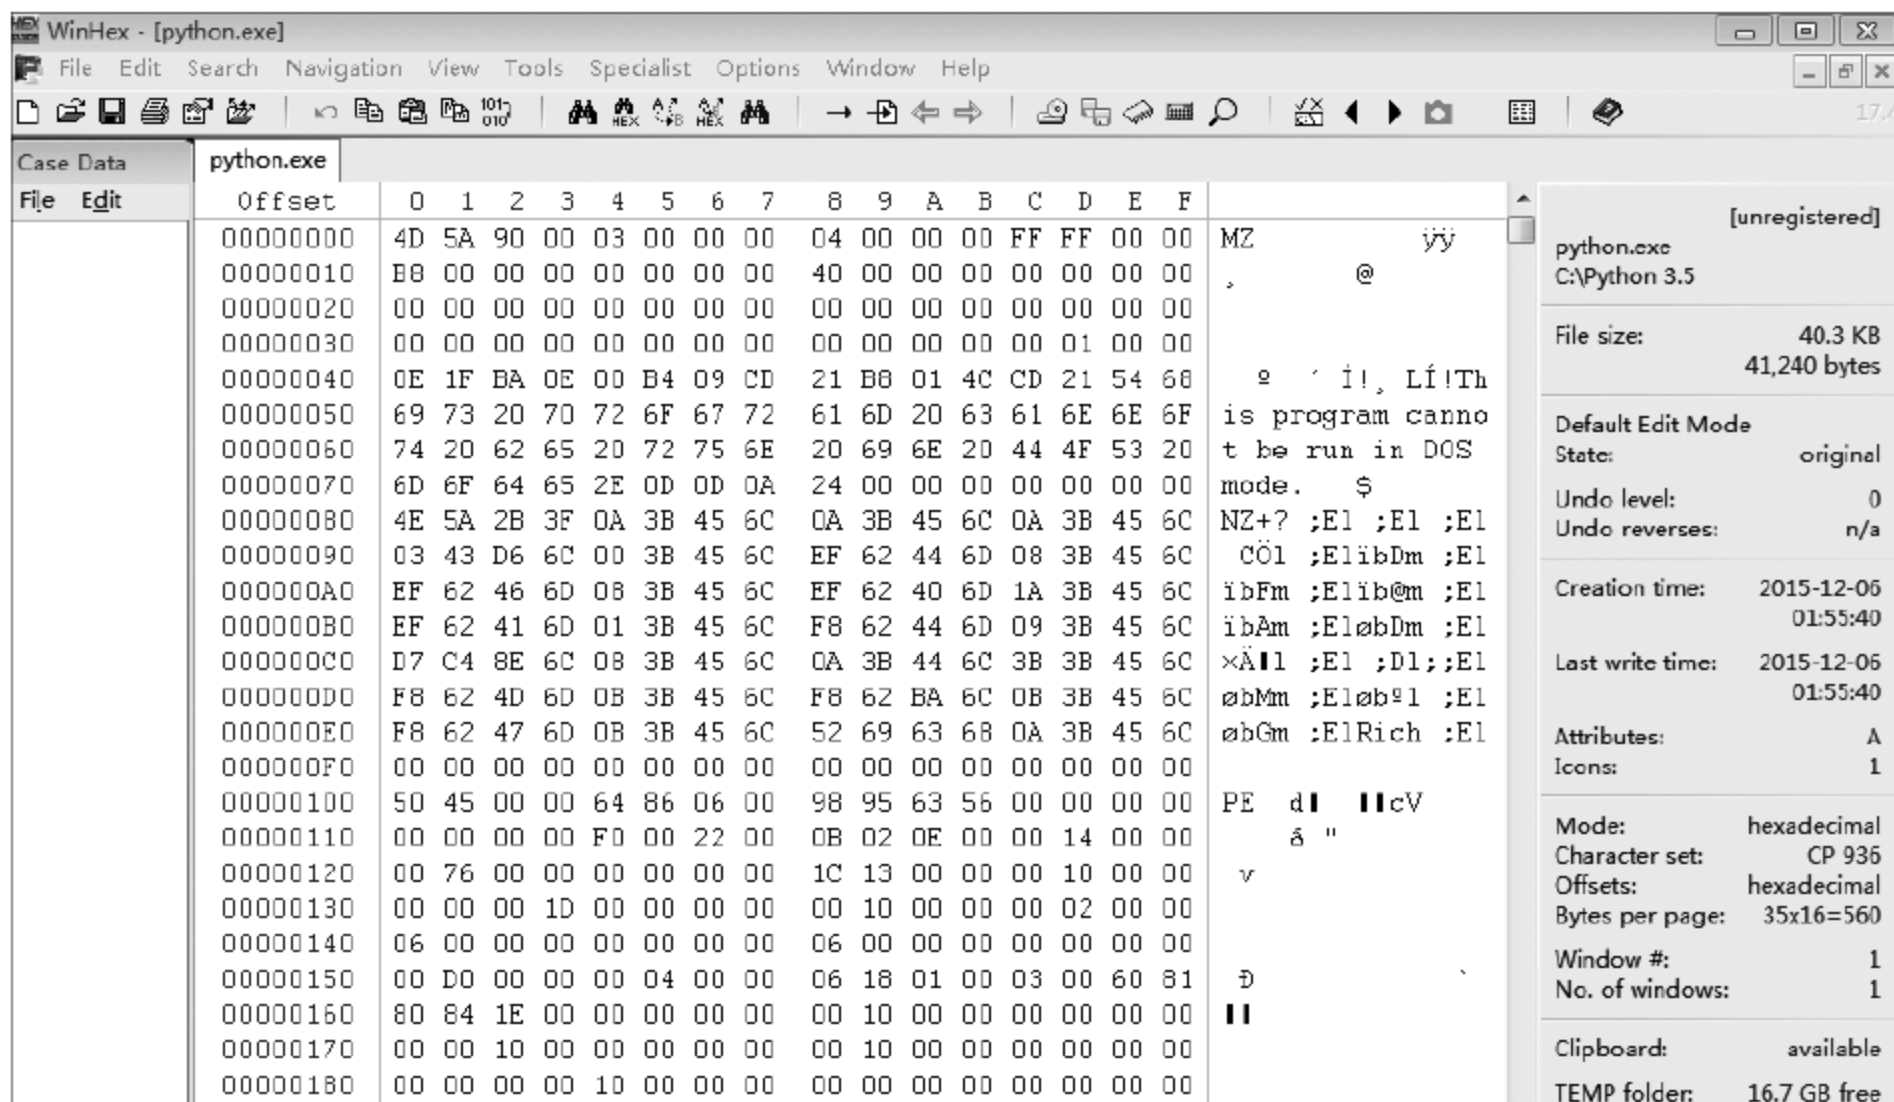 WinHex - [python.exe]
File Edit Search Navigation View Tools Specialist Options Window Help
Case Data
File Edit
python.exe
Offset 0 1 2 3 4 5 6 7 8 9 A B C D E F
00000000 4D 5A 90 00 03 00 00 00 04 00 00 00 FF FF 00 00 MZ ÿÿ
00000010 B8 00 00 00 00 00 00 00 40 00 00 00 00 00 00 00 ¸ @
00000020 00 00 00 00 00 00 00 00 00 00 00 00 00 00 00 00
00000030 00 00 00 00 00 00 00 00 00 00 00 00 00 01 00 00
00000040 0E 1F BA 0E 00 B4 09 CD 21 B8 01 4C CD 21 54 68 º ´ Í!¸ LÍ!Th
00000050 69 73 20 70 72 6F 67 72 61 6D 20 63 61 6E 6E 6F is program canno
00000060 74 20 62 65 20 72 75 6E 20 69 6E 20 44 4F 53 20 t be run in DOS
00000070 6D 6F 64 65 2E 0D 0D 0A 24 00 00 00 00 00 00 00 mode. $
00000080 4E 5A 2B 3F 0A 3B 45 6C 0A 3B 45 6C 0A 3B 45 6C NZ+? ;El ;El ;El
00000090 03 43 D6 6C 00 3B 45 6C EF 62 44 6D 08 3B 45 6C CÖl ;ElïbDm ;El
000000A0 EF 62 46 6D 08 3B 45 6C EF 62 40 6D 1A 3B 45 6C ïbFm ;Elïb@m ;El
000000B0 EF 62 41 6D 01 3B 45 6C F8 62 44 6D 09 3B 45 6C ïbAm ;EløbDm ;El
000000C0 D7 C4 8E 6C 08 3B 45 6C 0A 3B 44 6C 3B 3B 45 6C ×Ä▮l ;El ;Dl;;El
000000D0 F8 62 4D 6D 0B 3B 45 6C F8 62 BA 6C 0B 3B 45 6C øbMm ;Eløbºl ;El
000000E0 F8 62 47 6D 0B 3B 45 6C 52 69 63 68 0A 3B 45 6C øbGm ;ElRich ;El
000000F0 00 00 00 00 00 00 00 00 00 00 00 00 00 00 00 00
00000100 50 45 00 00 64 86 06 00 98 95 63 56 00 00 00 00 PE d▮ ▮▮cV
00000110 00 00 00 00 F0 00 22 00 0B 02 0E 00 00 14 00 00 ð "
00000120 00 76 00 00 00 00 00 00 1C 13 00 00 00 10 00 00 v
00000130 00 00 00 1D 00 00 00 00 00 10 00 00 00 02 00 00
00000140 06 00 00 00 00 00 00 00 06 00 00 00 00 00 00 00
00000150 00 D0 00 00 00 04 00 00 06 18 01 00 03 00 60 81 Ð `
00000160 80 84 1E 00 00 00 00 00 00 10 00 00 00 00 00 00 ▮▮
00000170 00 00 10 00 00 00 00 00 00 10 00 00 00 00 00 00
00000180 00 00 00 00 10 00 00 00 00 00 00 00 00 00 00 00
[unregistered]
python.exe
C:\Python 3.5
File size: 40.3 KB
41,240 bytes
Default Edit Mode
State: original
Undo level: 0
Undo reverses: n/a
Creation time: 2015-12-06
01:55:40
Last write time: 2015-12-06
01:55:40
Attributes: A
Icons: 1
Mode: hexadecimal
Character set: CP 936
Offsets: hexadecimal
Bytes per page: 35x16=560
Window #: 1
No. of windows: 1
Clipboard: available
TEMP folder: 16.7 GB free